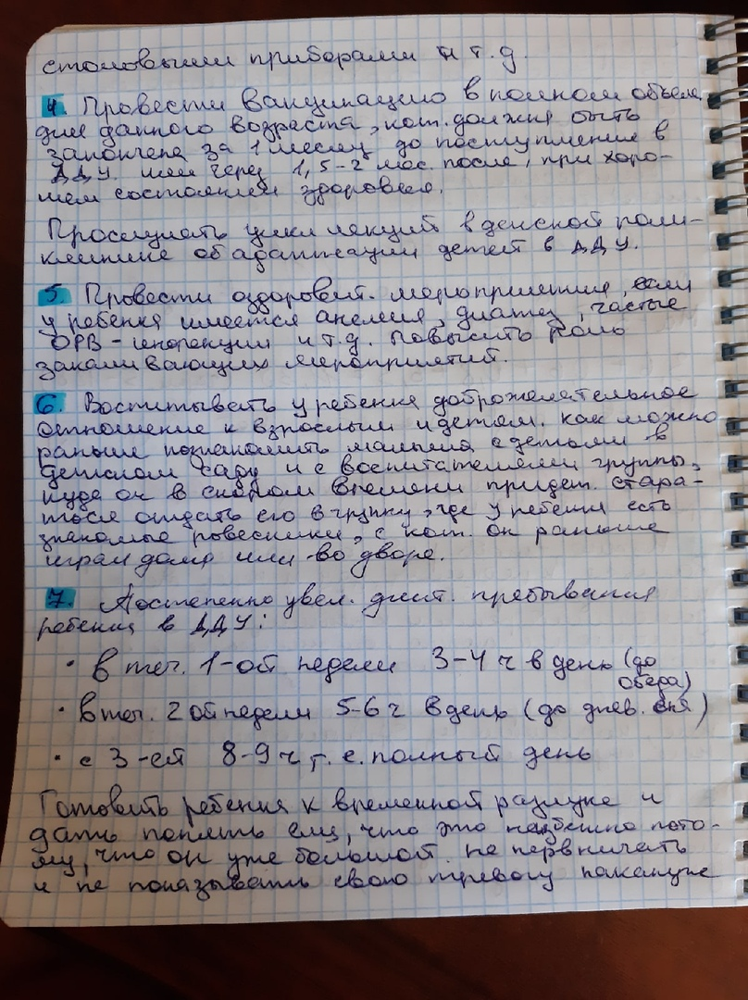 столовыми приборами и т.д.
4. Провести вакцинацию в полном объеме
для данного возраста, кот. должна быть
закончена за 1 месяц до поступления в
ДДУ. или через 1,5-2 мес. после, при хоро-
шем состоянии здоровья.
Прослушать цикл лекций в детской поли-
клинике об адаптации детей в ДДУ.
5. Провести оздоровит. мероприятия, если
у ребенка имеется анемия, диатез, частые
ОРВ-инфекции и т.д. Повысить роль
закаливающих мероприятий.
6. Воспитывать у ребенка доброжелательное
отношение к взрослым и детям. как можно
раньше познакомить малыша с детьми в
детском саду и с воспитателями группы,
куда он в скором времени придет. стара-
ться отдать его в группу, где у ребенка есть
знакомые ровесники, с кот. он раньше
играл дома или во дворе.
7. Постепенно увел. длит. пребывания
ребенка в ДДУ:
• в теч. 1-ой недели 3-4 ч в день (до
обеда)
• в теч. 2 ой недели 5-6 ч в день (до днев. сна)
• с 3-ей 8-9 ч т.е. полный день
Готовить ребенка к временной разлуке и
дать понять ему, что это неизбежно пото-
му, что он уже большой. не нервничать
и не показывать свою тревогу накануне